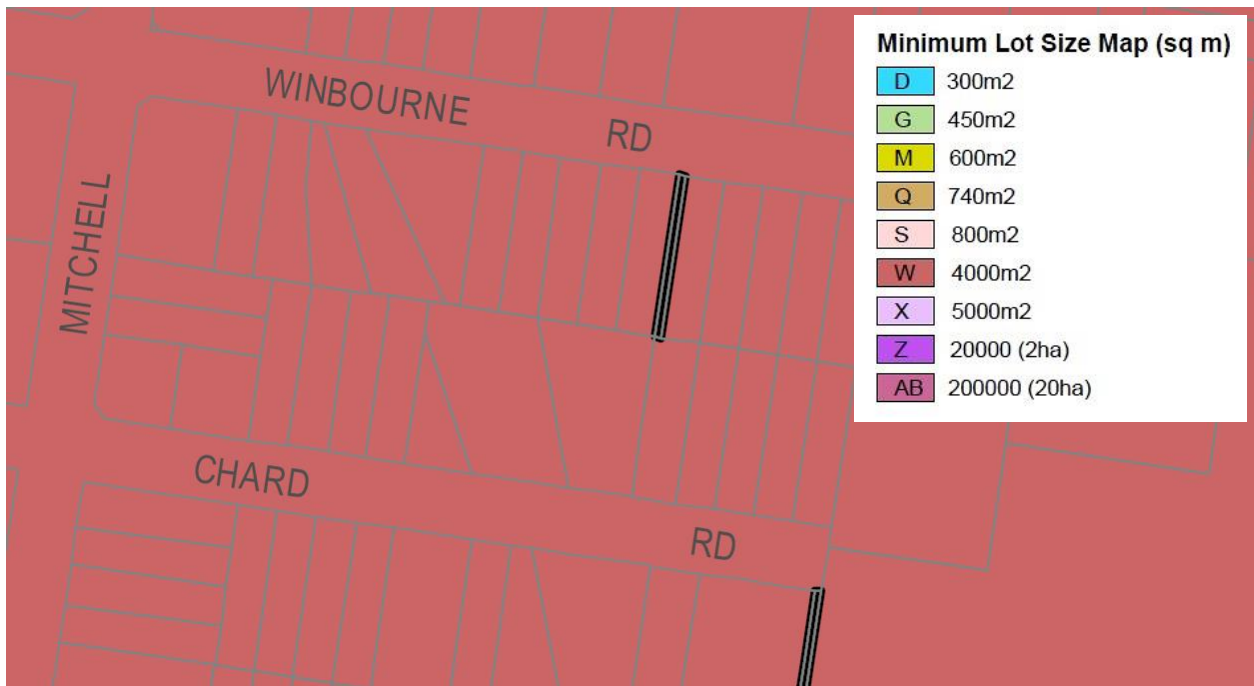 WINBOURNE RD
MITCHELL
CHARD RD
Minimum Lot Size Map (sq m)
D 300m2
G 450m2
M 600m2
Q 740m2
S 800m2
W 4000m2
X 5000m2
Z 20000 (2ha)
AB 200000 (20ha)